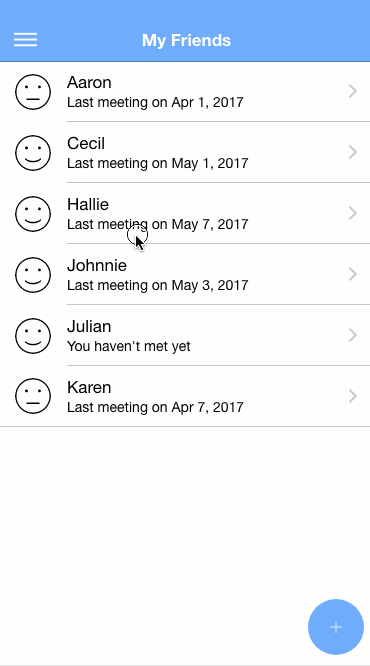 My Friends
Aaron
Last meeting on Apr 1, 2017
Cecil
Last meeting on May 1, 2017
Hallie
Last meeting on May 7, 2017
Johnnie
Last meeting on May 3, 2017
Julian
You haven't met yet
Karen
Last meeting on Apr 7, 2017
+